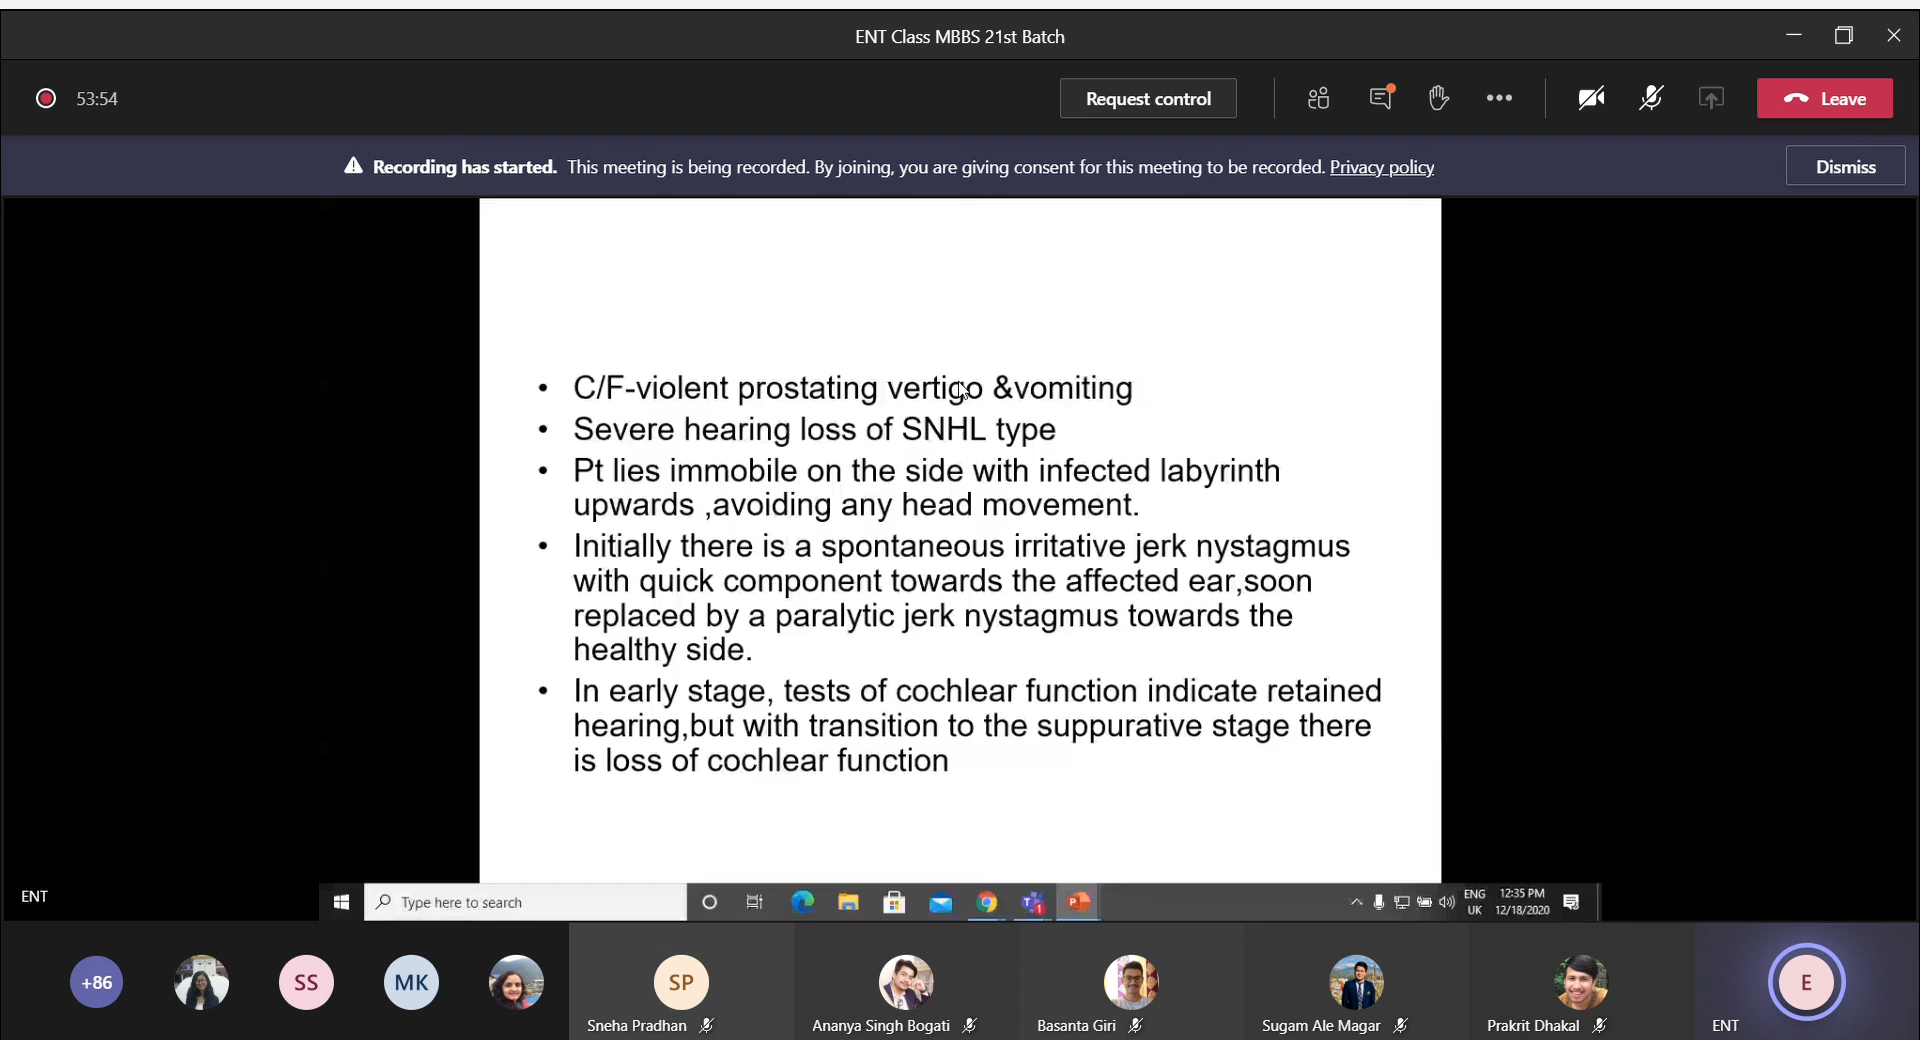 ENT Class MBBS 21st Batch
53:54
Request control
Leave
Recording has started. This meeting is being recorded. By joining, you are giving consent for this meeting to be recorded. Privacy policy
Dismiss
• C/F-violent prostating vertigo &vomiting
• Severe hearing loss of SNHL type
• Pt lies immobile on the side with infected labyrinth
upwards ,avoiding any head movement.
• Initially there is a spontaneous irritative jerk nystagmus
with quick component towards the affected ear,soon
replaced by a paralytic jerk nystagmus towards the
healthy side.
• In early stage, tests of cochlear function indicate retained
hearing,but with transition to the suppurative stage there
is loss of cochlear function
ENT
Type here to search
ENG 12:35 PM
UK 12/18/2020
+86 SS MK SP E
Sneha Pradhan Ananya Singh Bogati Basanta Giri Sugam Ale Magar Prakrit Dhakal ENT